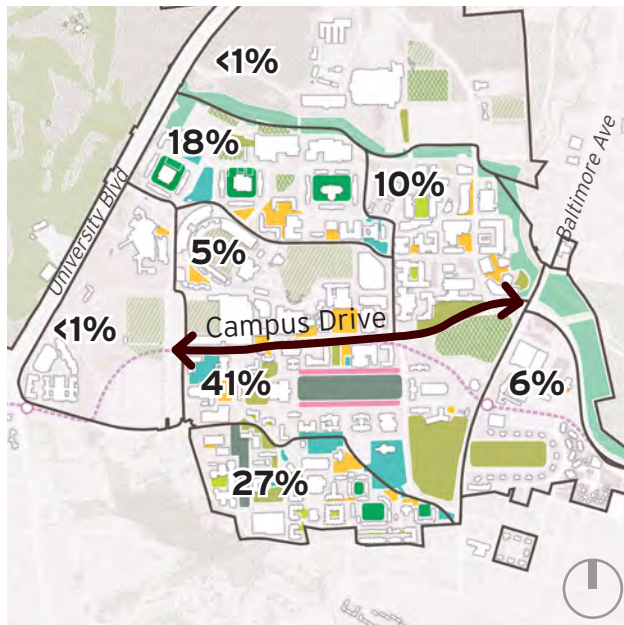 <1%
18%
10%
Baltimore Ave
University Blvd
5%
<1%
Campus Drive
41%
6%
27%